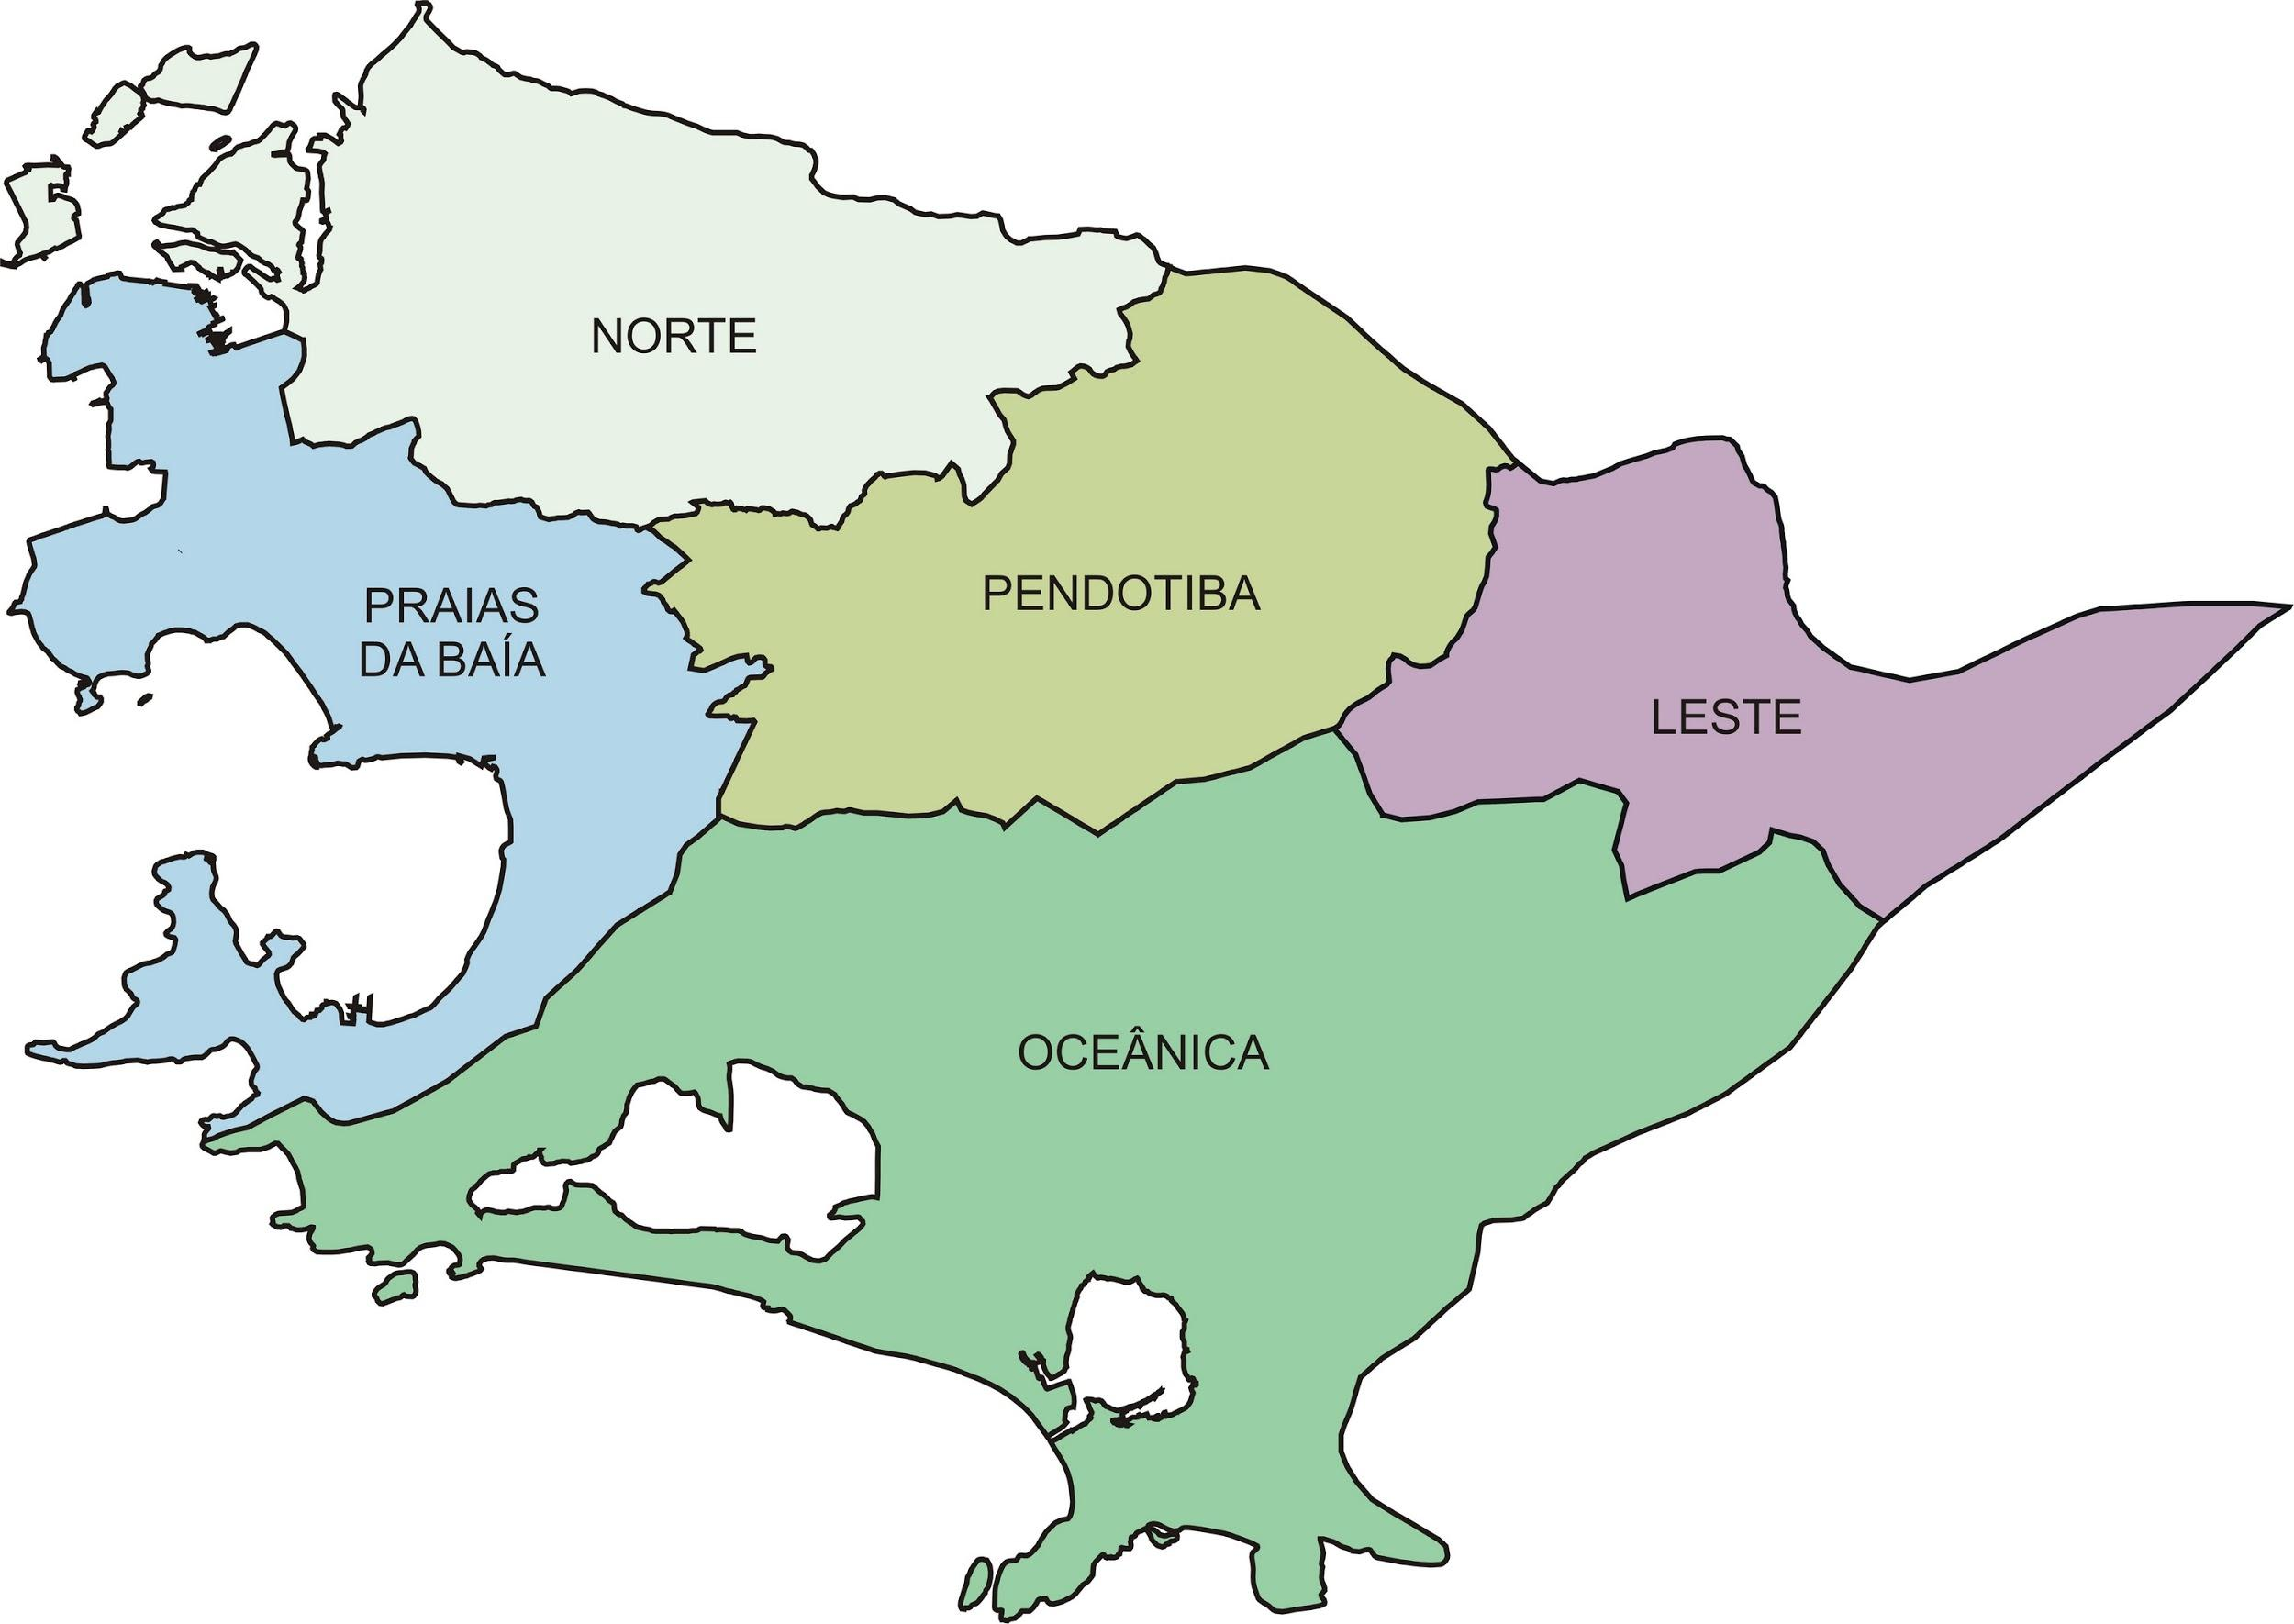 NORTE
PENDOTIBA
PRAIAS
DA BAÍA
LESTE
OCEÂNICA